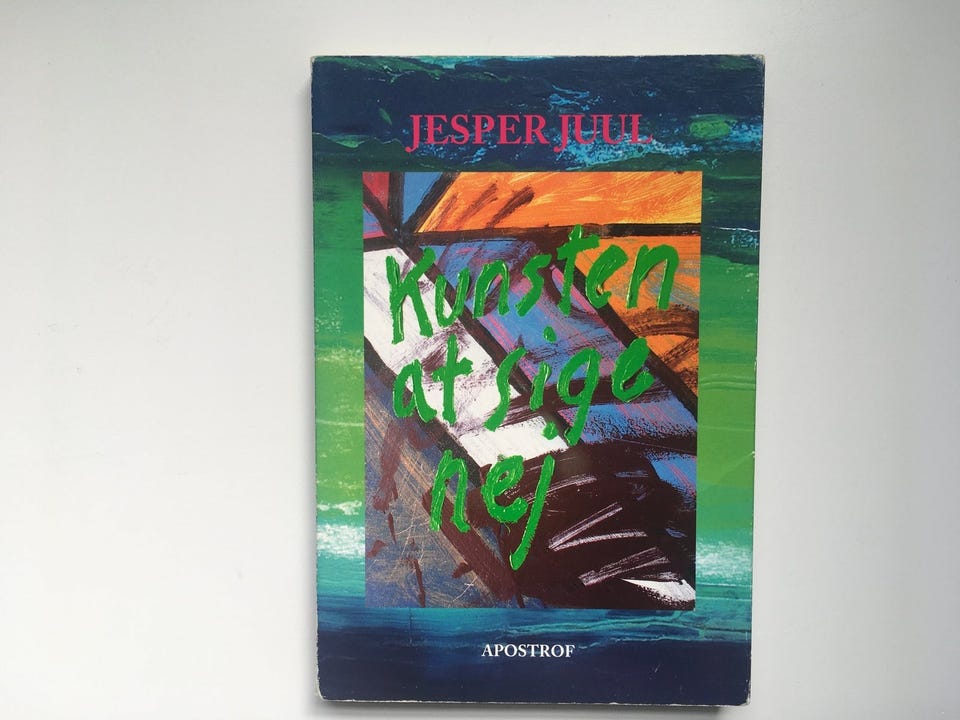 JESPER JUUL
Kunsten
at sige
nej
APOSTROF